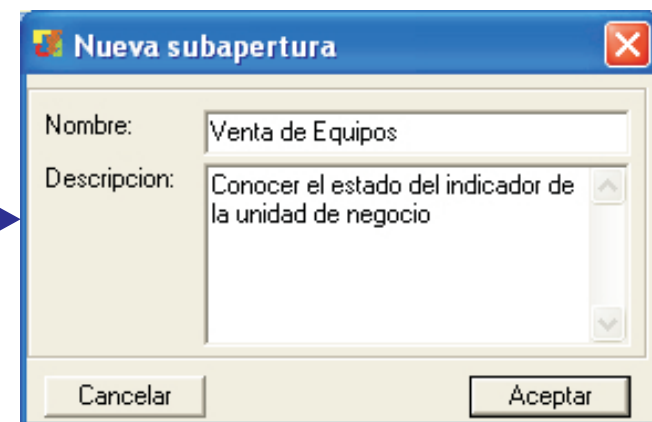 Nueva subapertura
Nombre:
Venta de Equipos
Descripcion:
Conocer el estado del indicador de
la unidad de negocio
Cancelar
Aceptar